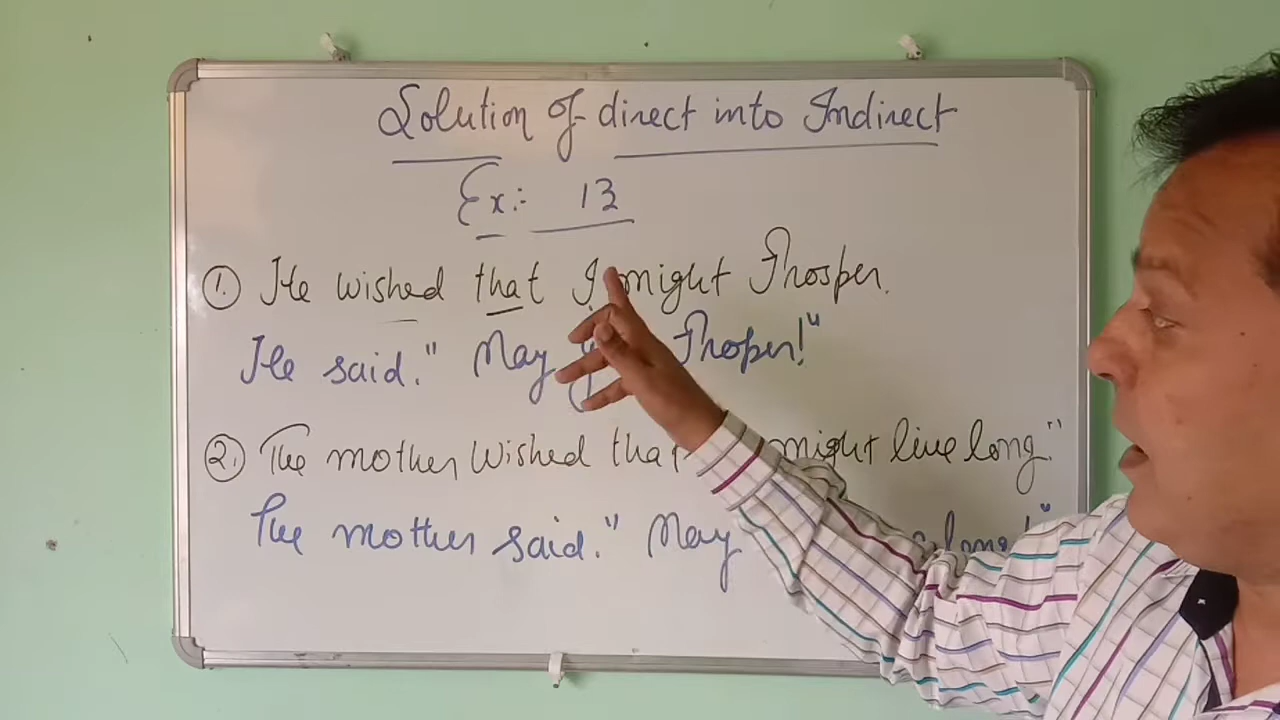 Solution of direct into Indirect
Ex:- 13
1. He wished that I might Prosper.
He said." May Prosper!"
2. The mother wished that might live long."
The mother said." May long!"